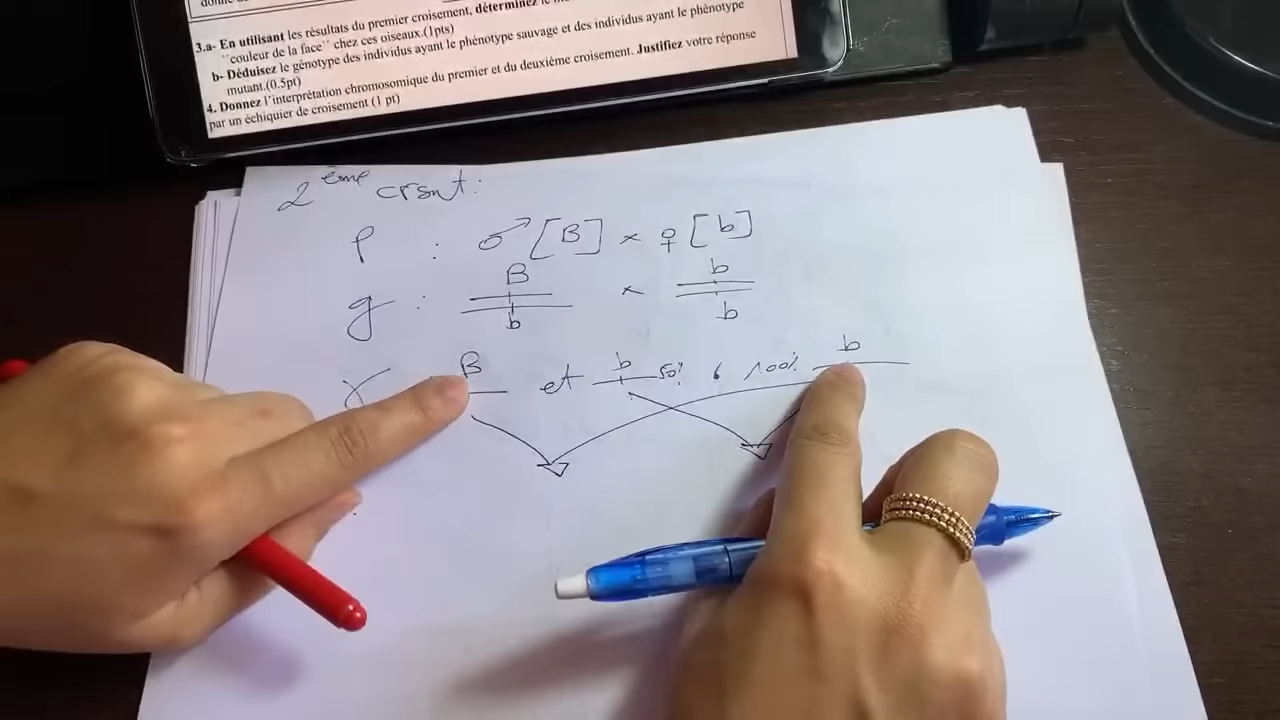 3.a- En utilisant les résultats du premier croisement, déterminez le
"couleur de la face" chez ces oiseaux.(1pts)
b- Déduisez le génotype des individus ayant le phénotype sauvage et des individus ayant le phénotype
mutant.(0.5pt)
4. Donnez l'interprétation chromosomique du premier et du deuxième croisement. Justifiez votre réponse
par un échiquier de croisement (1 pt)
2ème crsmt:
P : ♂ [B] × ♀ [b]
B b
g : ×
b b
B et b 50% , 100% b